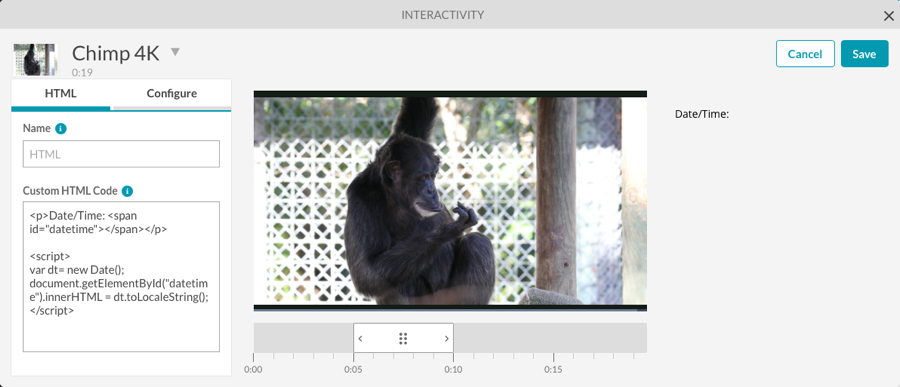 INTERACTIVITY
Chimp 4K
0:19
Cancel
Save
HTML
Configure
Name
HTML
Custom HTML Code
<p>Date/Time: <span
id="datetime"></span></p>
<script>
var dt= new Date();
document.getElementById("datetim
e").innerHTML = dt.toLocaleString();
</script>
Date/Time:
0:00
0:05
0:10
0:15